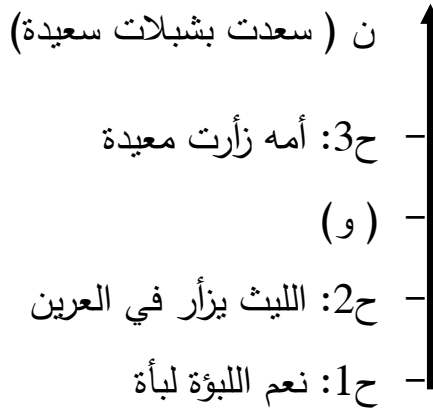 ن ( سعدت بشبلات سعيدة)
– ح3: أمه زأرت معيدة
– ( و)
– ح2: الليث يزأر في العرين
– ح1: نعم اللبؤة لبأة